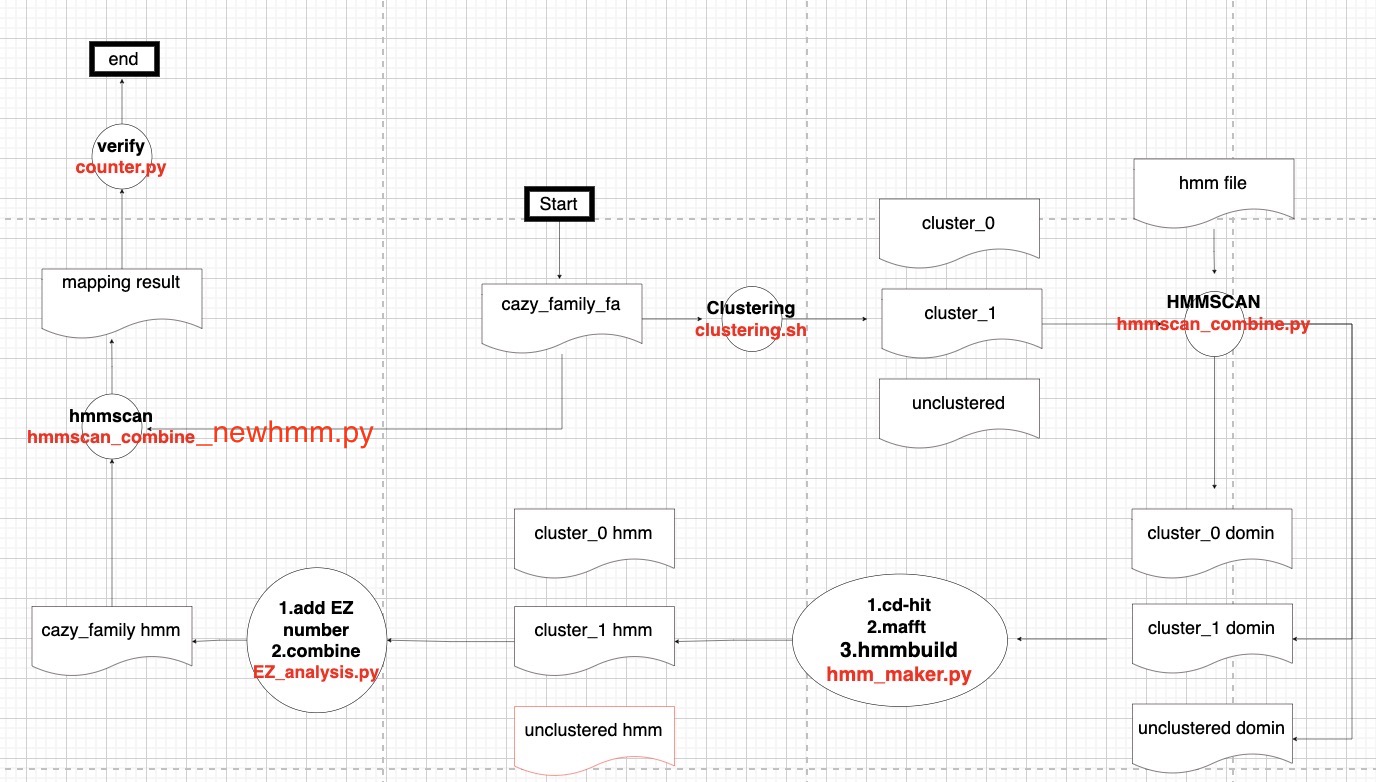 end
verify
counter.py
mapping result
hmmscan
hmmscan_combine_newhmm.py
cazy_family hmm
Start
cazy_family_fa
Clustering
clustering.sh
cluster_0
cluster_1
unclustered
hmm file
HMMSCAN
hmmscan_combine.py
cluster_0 domin
cluster_1 domin
unclustered domin
1.cd-hit
2.mafft
3.hmmbuild
hmm_maker.py
cluster_0 hmm
cluster_1 hmm
unclustered hmm
1.add EZ
number
2.combine
EZ_analysis.py